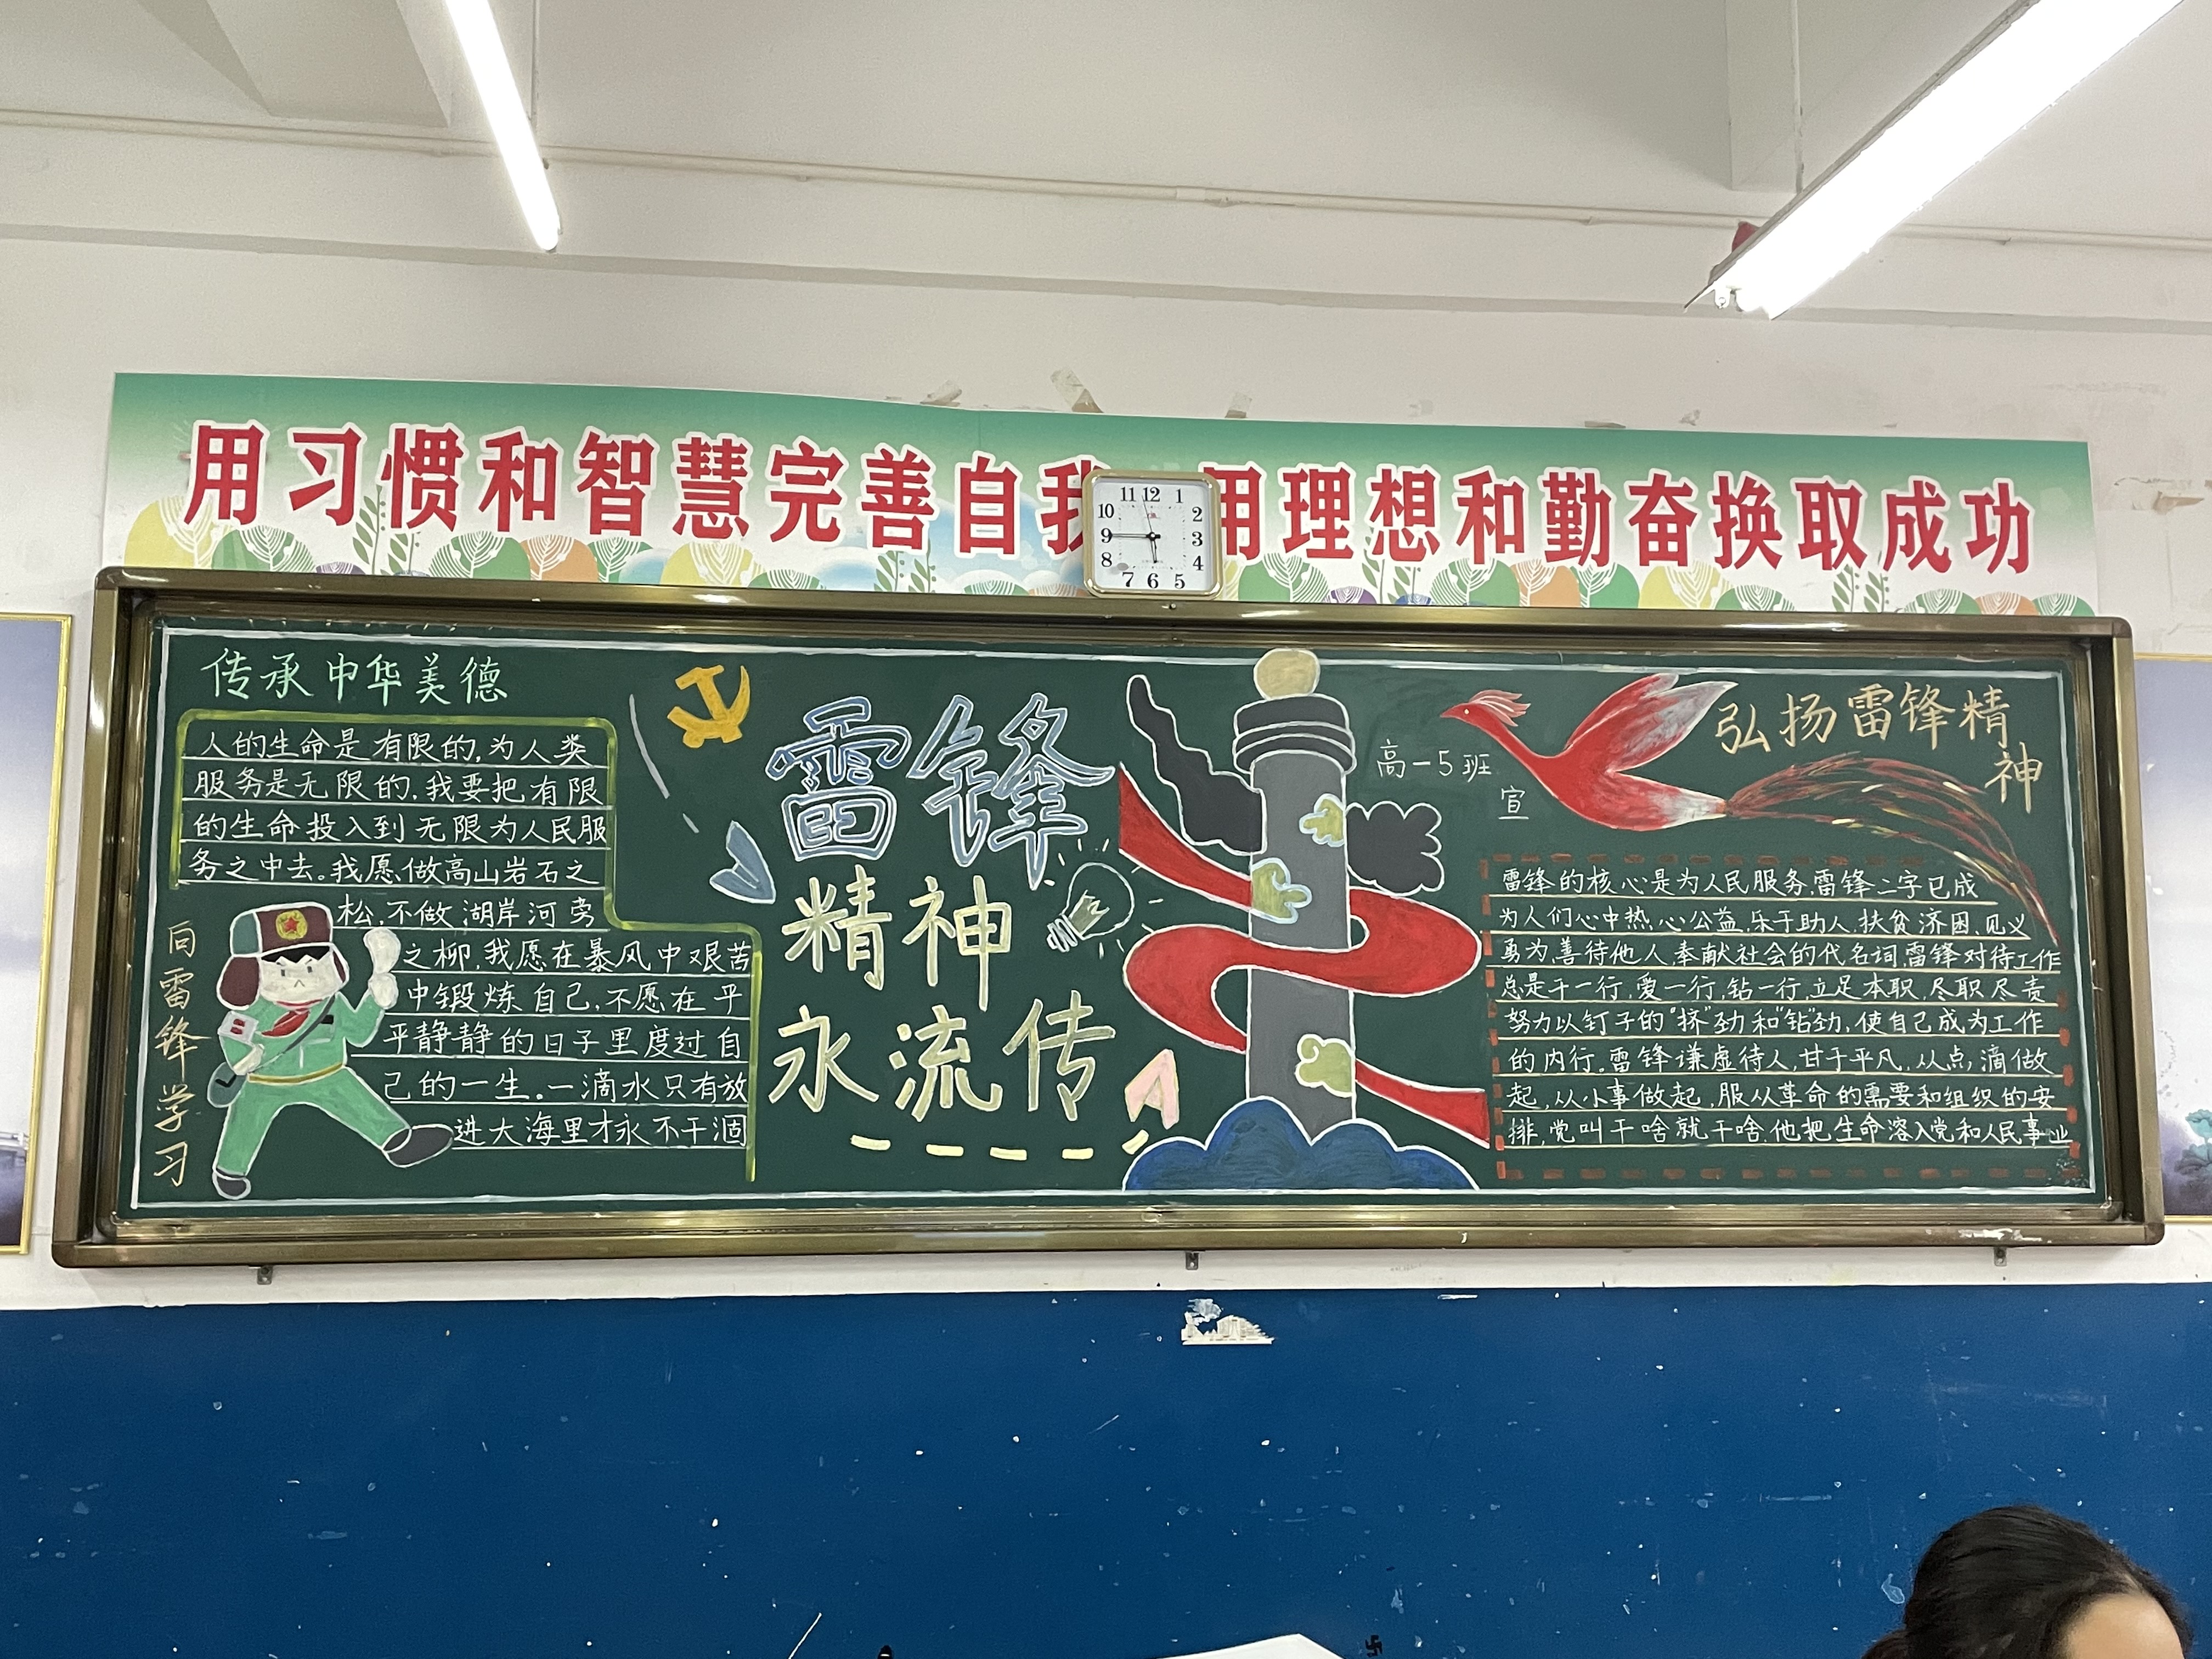 用习惯和智慧完善自我 用理想和勤奋换取成功
11 12 1
10 2
9 3
8 4
7 6 5
传承中华美德
人的生命是有限的,为人类
服务是无限的,我要把有限
的生命投入到无限为人民服
务之中去。我愿做高山岩石之
松,不做湖岸河旁
之柳,我愿在暴风中艰苦
中锻炼自己,不愿在平
平静静的日子里度过自
己的一生。一滴水只有放
进大海里才永不干涸
向雷锋学习
雷锋
精神
永流传
高一5班
宣
弘扬雷锋精
神
雷锋的核心是为人民服务,雷锋二字已成
为人们心中热心公益,乐于助人,扶贫济困、见义
勇为,善待他人,奉献社会的代名词,雷锋对待工作
总是干一行,爱一行,钻一行,立足本职,尽职尽责
努力以钉子的"挤"劲和"钻"劲,使自己成为工作
的内行。雷锋谦虚待人,甘于平凡,从点滴做
起,从小事做起,服从革命的需要和组织的安
排,党叫干啥就干啥,他把生命溶入党和人民事业